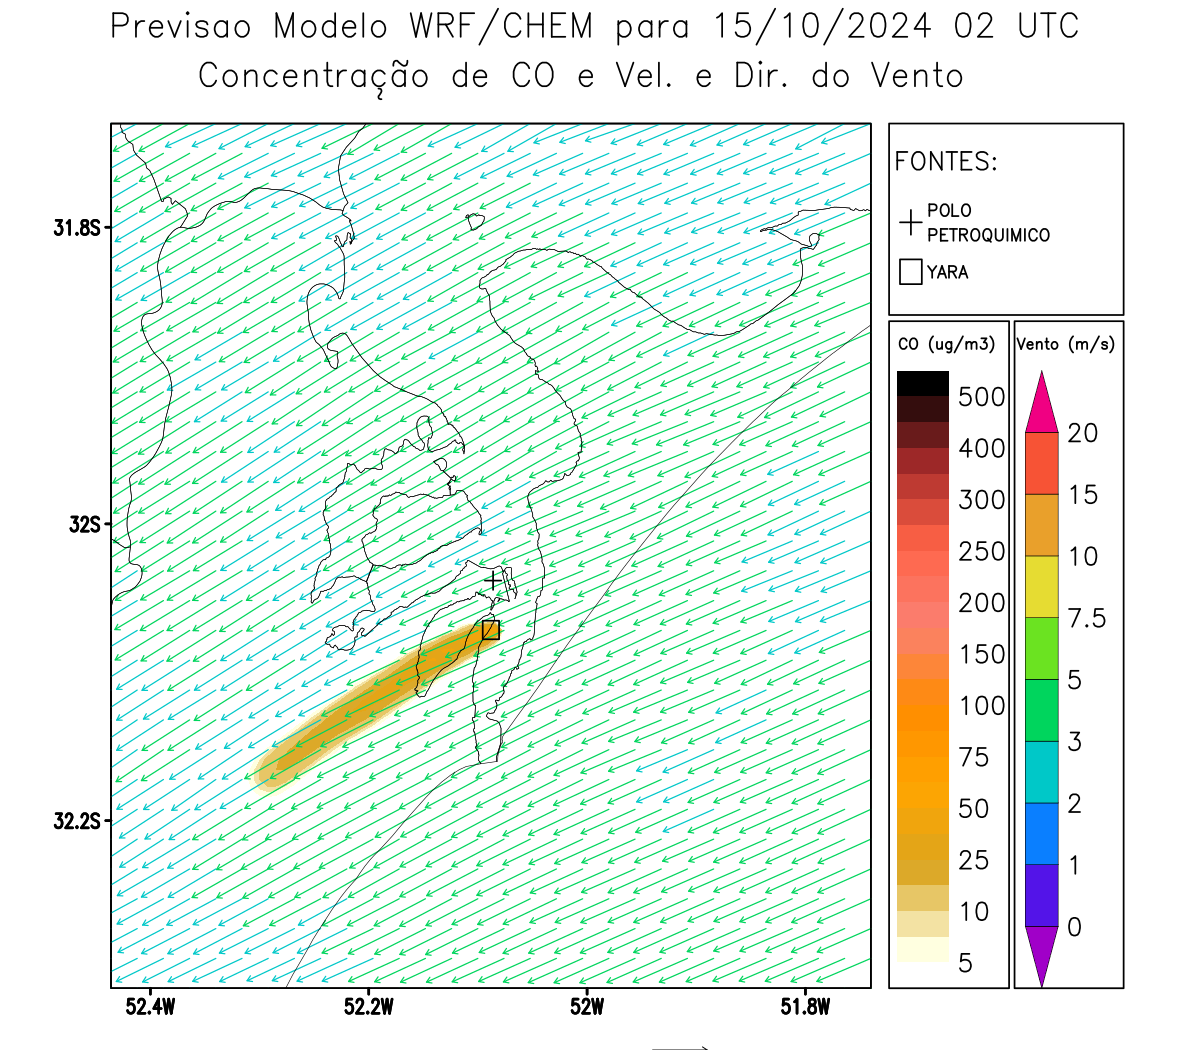 Previsao Modelo WRF/CHEM para 15/10/2024 02 UTC
Concentração de CO e Vel. e Dir. do Vento
FONTES:
POLO
PETROQUIMICO
YARA
CO (ug/m3)
500
400
300
250
200
150
100
75
50
25
10
5
Vento (m/s)
20
15
10
7.5
5
3
2
1
0
31.8S
32S
32.2S
52.4W
52.2W
52W
51.8W